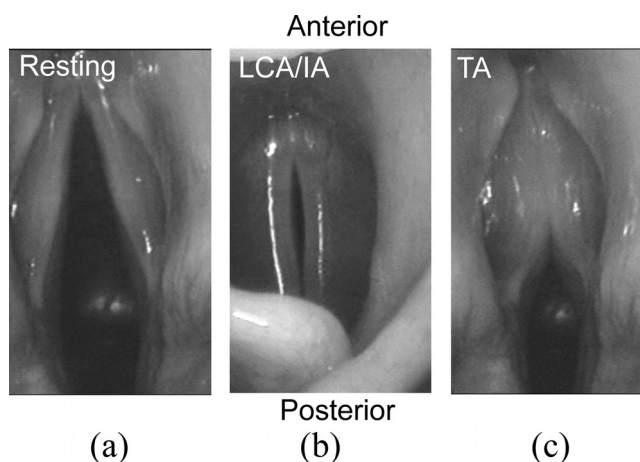 Anterior
Resting
LCA/IA
TA
Posterior
(a)
(b)
(c)